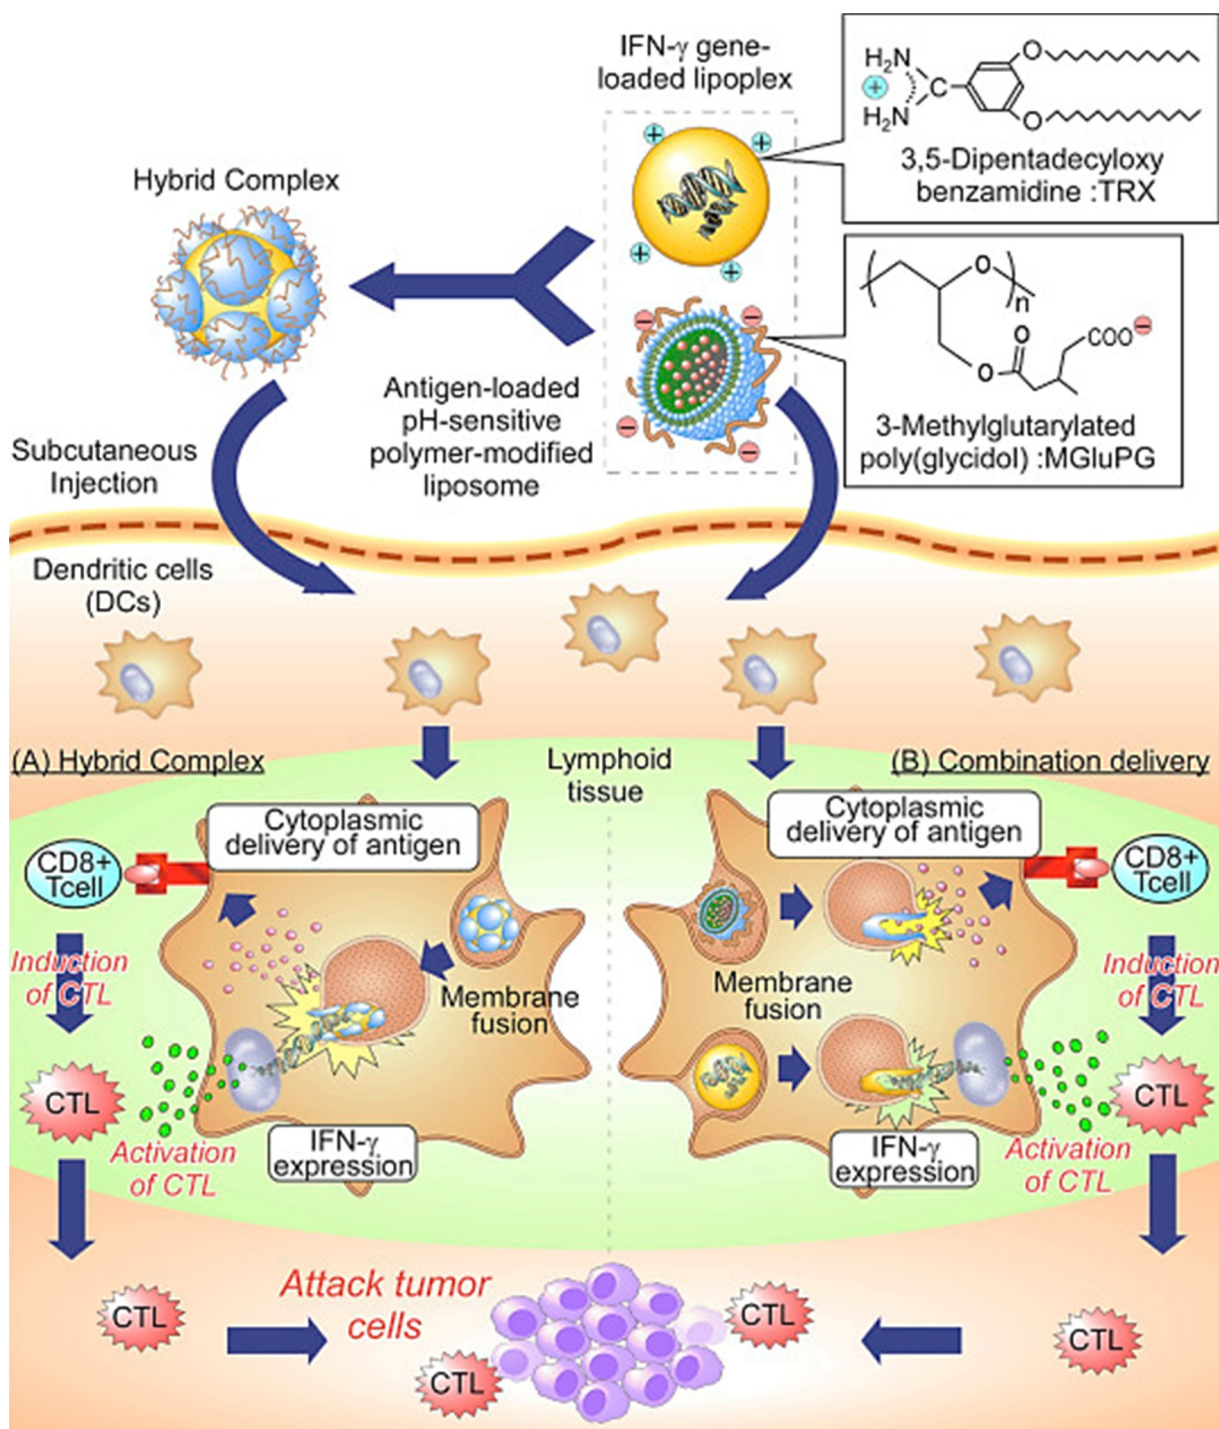 IFN-γ gene-
loaded lipoplex
H₂N
+
H₂N
C
O
O
3,5-Dipentadecyloxy
benzamidine :TRX
Hybrid Complex
+
+
+
+
O
n
COO
−
O
O
3-Methylglutarylated
poly(glycidol) :MGluPG
−
−
−
−
Antigen-loaded
pH-sensitive
polymer-modified
liposome
Subcutaneous
Injection
Dendritic cells
(DCs)
(A) Hybrid Complex
Lymphoid
tissue
(B) Combination delivery
Cytoplasmic
delivery of antigen
CD8+
Tcell
Induction
of CTL
Membrane
fusion
CTL
Activation
of CTL
IFN-γ
expression
Cytoplasmic
delivery of antigen
CD8+
Tcell
Membrane
fusion
Induction
of CTL
CTL
IFN-γ
expression
Activation
of CTL
CTL
Attack tumor
cells
CTL
CTL
CTL